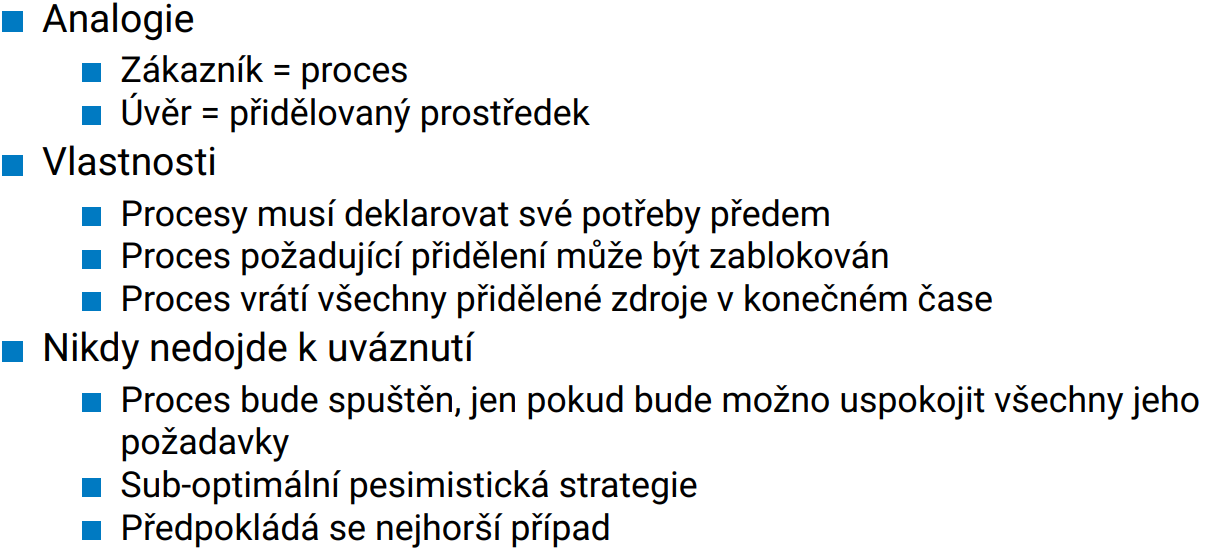 Analogie
Zákazník = proces
Úvěr = přidělovaný prostředek
Vlastnosti
Procesy musí deklarovat své potřeby předem
Proces požadující přidělení může být zablokován
Proces vrátí všechny přidělené zdroje v konečném čase
Nikdy nedojde k uváznutí
Proces bude spuštěn, jen pokud bude možno uspokojit všechny jeho
požadavky
Sub-optimální pesimistická strategie
Předpokládá se nejhorší případ